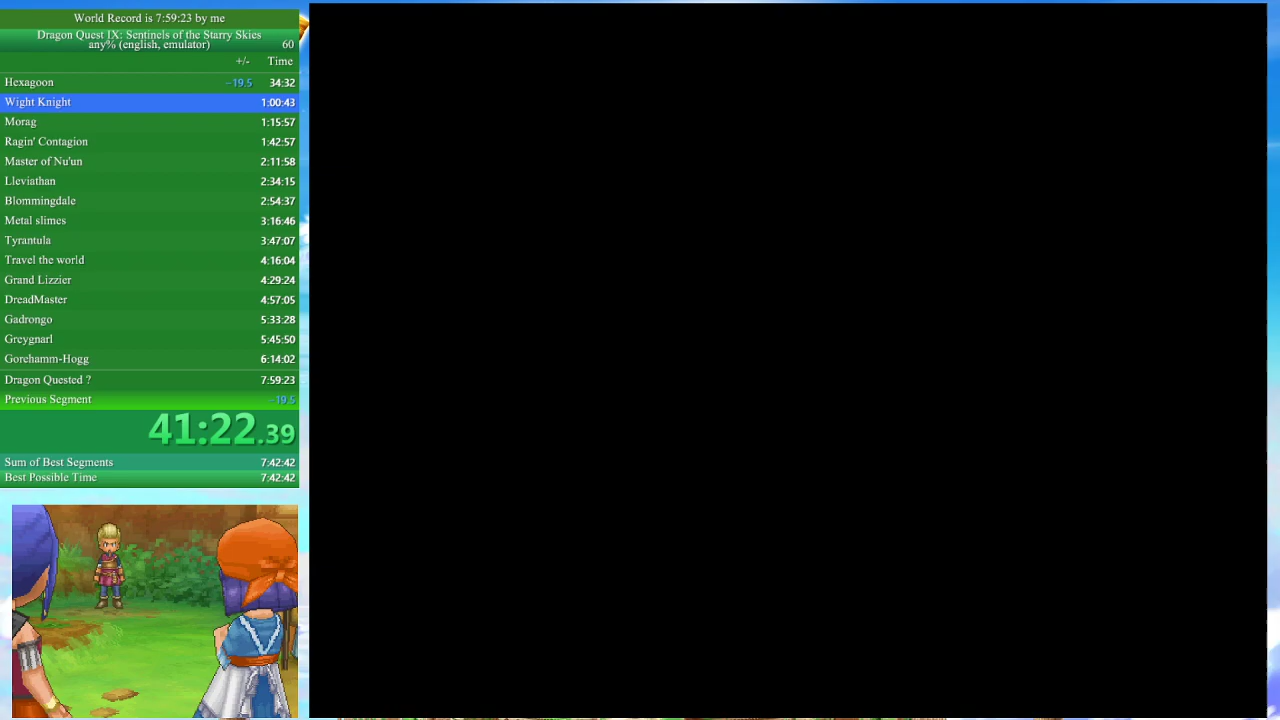 World Record is 7:59:23 by me
Dragon Quest IX: Sentinels of the Starry Skies
any% (english, emulator) 60
+/- Time
Hexagoon −19.5 34:32
Wight Knight 1:00:43
Morag 1:15:57
Ragin' Contagion 1:42:57
Master of Nu'un 2:11:58
Lleviathan 2:34:15
Blommingdale 2:54:37
Metal slimes 3:16:46
Tyrantula 3:47:07
Travel the world 4:16:04
Grand Lizzier 4:29:24
DreadMaster 4:57:05
Gadrongo 5:33:28
Greygnarl 5:45:50
Gorehamm-Hogg 6:14:02
Dragon Quested ? 7:59:23
Previous Segment −19.5
41:22.39
Sum of Best Segments 7:42:42
Best Possible Time 7:42:42